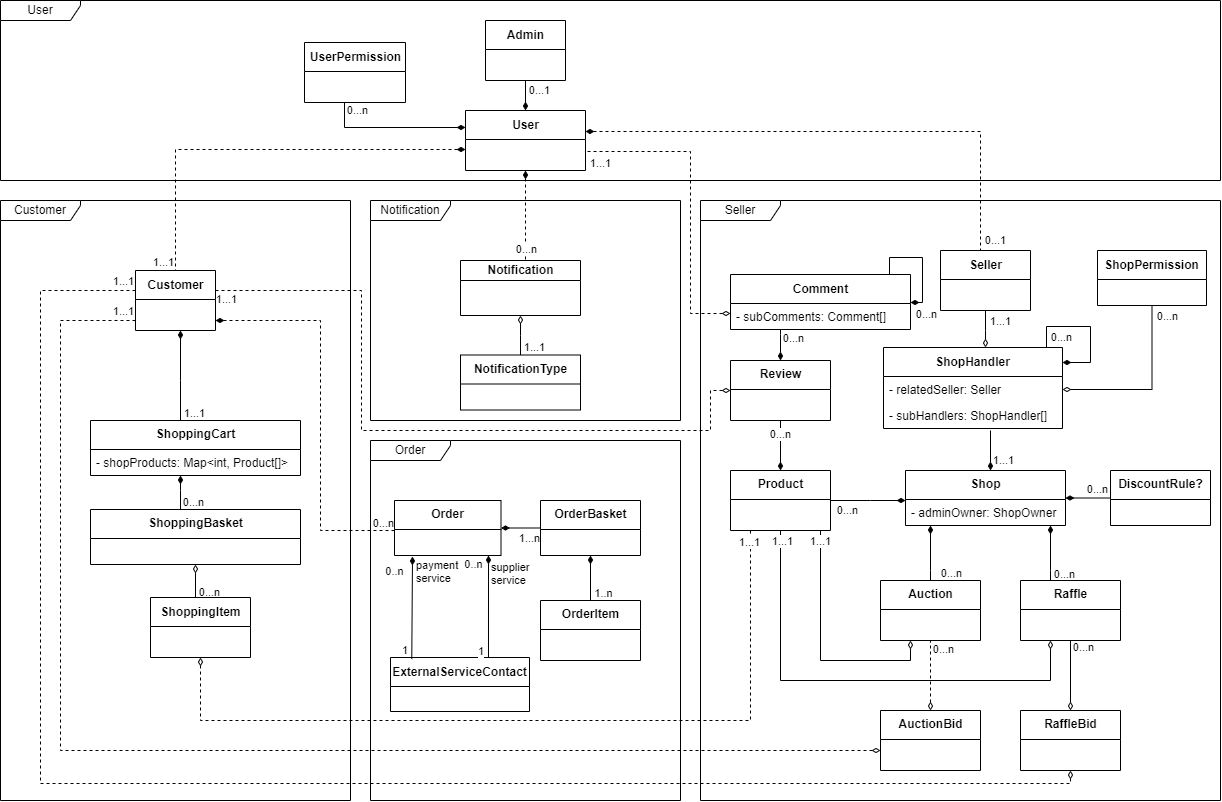 User
Admin
UserPermission
0...1
0...n
User
1...1
Customer
Notification
Seller
0...n
0...1
1...1
Customer
1...1
1...1
1...1
Notification
Seller
ShopPermission
Comment
- subComments: Comment[]
0...n
0...n
1...1
0...n
0...n
1...1
NotificationType
ShopHandler
- relatedSeller: Seller
- subHandlers: ShopHandler[]
Review
1...1
ShoppingCart
- shopProducts: Map<int, Product[]>
0...n
Order
1...1
0...n
ShoppingBasket
Product
Shop
- adminOwner: ShopOwner
0...n
DiscountRule?
0...n
Order
OrderBasket
0...n
1...n
1...1
1...1
1...1
0..n
payment
service
0..n
supplier
service
0...n
0...n
0...n
ShoppingItem
1..n
OrderItem
Auction
Raffle
1
1
0...n
0...n
ExternalServiceContact
AuctionBid
RaffleBid